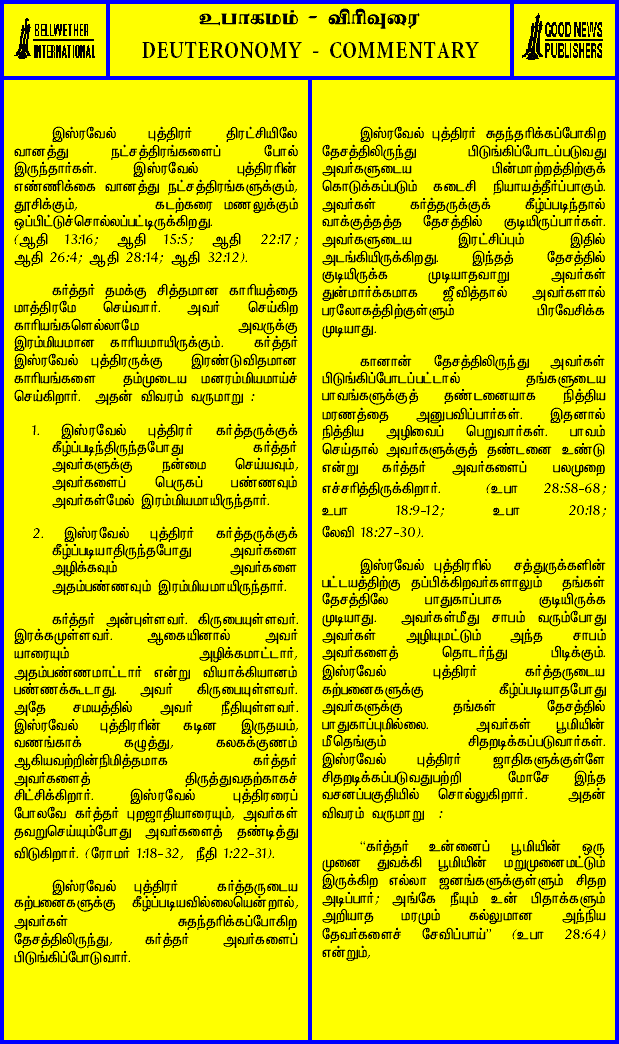 BELLWETHER
INTERNATIONAL
உபாகமம் - விரிவுரை
DEUTERONOMY - COMMENTARY
GOOD NEWS
PUBLISHERS
இஸ்ரவேல் புத்திரர் திரட்சியிலே
வானத்து நட்சத்திரங்களைப் போல்
இருந்தார்கள். இஸ்ரவேல் புத்திரரின்
எண்ணிக்கை வானத்து நட்சத்திரங்களுக்கும்,
தூசிக்கும், கடற்கரை மணலுக்கும்
ஒப்பிட்டுச்சொல்லப்பட்டிருக்கிறது.
(ஆதி 13:16; ஆதி 15:5; ஆதி 22:17;
ஆதி 26:4; ஆதி 28:14; ஆதி 32:12).
கர்த்தர் தமக்கு சித்தமான காரியத்தை
மாத்திரமே செய்வார். அவர் செய்கிற
காரியங்களெல்லாமே அவருக்கு
இரம்மியமான காரியமாயிருக்கும். கர்த்தர்
இஸ்ரவேல் புத்திரருக்கு இரண்டுவிதமான
காரியங்களை தம்முடைய மனரம்மியமாய்ச்
செய்கிறார். அதன் விவரம் வருமாறு :
1. இஸ்ரவேல் புத்திரர் கர்த்தருக்குக்
கீழ்ப்படிந்திருந்தபோது கர்த்தர்
அவர்களுக்கு நன்மை செய்யவும்,
அவர்களைப் பெருகப் பண்ணவும்
அவர்கள்மேல் இரம்மியமாயிருந்தார்.
2. இஸ்ரவேல் புத்திரர் கர்த்தருக்குக்
கீழ்ப்படியாதிருந்தபோது அவர்களை
அழிக்கவும் அவர்களை
அதம்பண்ணவும் இரம்மியமாயிருந்தார்.
கர்த்தர் அன்புள்ளவர். கிருபையுள்ளவர்.
இரக்கமுள்ளவர். ஆகையினால் அவர்
யாரையும் அழிக்கமாட்டார்,
அதம்பண்ணமாட்டார் என்று வியாக்கியானம்
பண்ணக்கூடாது. அவர் கிருபையுள்ளவர்.
அதே சமயத்தில் அவர் நீதியுள்ளவர்.
இஸ்ரவேல் புத்திரரின் கடின இருதயம்,
வணங்காக் கழுத்து, கலகக்குணம்
ஆகியவற்றின்நிமித்தமாக கர்த்தர்
அவர்களைத் திருத்துவதற்காகச்
சிட்சிக்கிறார். இஸ்ரவேல் புத்திரரைப்
போலவே கர்த்தர் புறஜாதியாரையும், அவர்கள்
தவறுசெய்யும்போது அவர்களைத் தண்டித்து
விடுகிறார். (ரோமர் 1:18-32, நீதி 1:22-31).
இஸ்ரவேல் புத்திரர் கர்த்தருடைய
கற்பனைகளுக்கு கீழ்ப்படியவில்லையென்றால்,
அவர்கள் சுதந்தரிக்கப்போகிற
தேசத்திலிருந்து, கர்த்தர் அவர்களைப்
பிடுங்கிப்போடுவார்.
இஸ்ரவேல் புத்திரர் சுதந்தரிக்கப்போகிற
தேசத்திலிருந்து பிடுங்கிப்போடப்படுவது
அவர்களுடைய பின்மாற்றத்திற்குக்
கொடுக்கப்படும் கடைசி நியாயத்தீர்ப்பாகும்.
அவர்கள் கர்த்தருக்குக் கீழ்ப்படிந்தால்
வாக்குத்தத்த தேசத்தில் குடியிருப்பார்கள்.
அவர்களுடைய இரட்சிப்பும் இதில்
அடங்கியிருக்கிறது. இந்தத் தேசத்தில்
குடியிருக்க முடியாதவாறு அவர்கள்
துன்மார்க்கமாக ஜீவித்தால் அவர்களால்
பரலோகத்திற்குள்ளும் பிரவேசிக்க
முடியாது.
கானான் தேசத்திலிருந்து அவர்கள்
பிடுங்கிப்போடப்பட்டால் தங்களுடைய
பாவங்களுக்குத் தண்டனையாக நித்திய
மரணத்தை அனுபவிப்பார்கள். இதனால்
நித்திய அழிவைப் பெறுவார்கள். பாவம்
செய்தால் அவர்களுக்குத் தண்டனை உண்டு
என்று கர்த்தர் அவர்களைப் பலமுறை
எச்சரித்திருக்கிறார். (உபா 28:58-68;
உபா 18:9-12; உபா 20:18;
லேவி 18:27-30).
இஸ்ரவேல் புத்திரரில் சத்துருக்களின்
பட்டயத்திற்கு தப்பிக்கிறவர்களாலும் தங்கள்
தேசத்திலே பாதுகாப்பாக குடியிருக்க
முடியாது. அவர்கள்மீது சாபம் வரும்போது
அவர்கள் அழியுமட்டும் அந்த சாபம்
அவர்களைத் தொடர்ந்து பிடிக்கும்.
இஸ்ரவேல் புத்திரர் கர்த்தருடைய
கற்பனைகளுக்கு கீழ்ப்படியாதபோது
அவர்களுக்கு தங்கள் தேசத்தில்
பாதுகாப்புமில்லை. அவர்கள் பூமியின்
மீதெங்கும் சிதறடிக்கப்படுவார்கள்.
இஸ்ரவேல் புத்திரர் ஜாதிகளுக்குள்ளே
சிதறடிக்கப்படுவதுபற்றி மோசே இந்த
வசனப்பகுதியில் சொல்லுகிறார். அதன்
விவரம் வருமாறு :
"கர்த்தர் உன்னைப் பூமியின் ஒரு
முனை துவக்கி பூமியின் மறுமுனைமட்டும்
இருக்கிற எல்லா ஜனங்களுக்குள்ளும் சிதற
அடிப்பார்; அங்கே நீயும் உன் பிதாக்களும்
அறியாத மரமும் கல்லுமான அந்நிய
தேவர்களைச் சேவிப்பாய்" (உபா 28:64)
என்றும்,